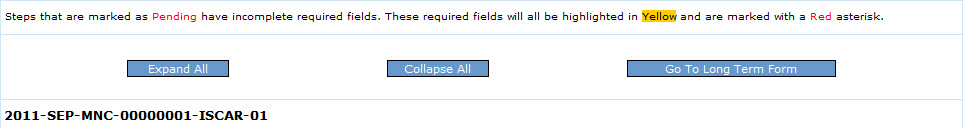 Steps that are marked as Pending have incomplete required fields. These required fields will all be highlighted in Yellow and are marked with a Red asterisk.
Expand All
Collapse All
Go To Long Term Form
2011-SEP-MNC-00000001-ISCAR-01